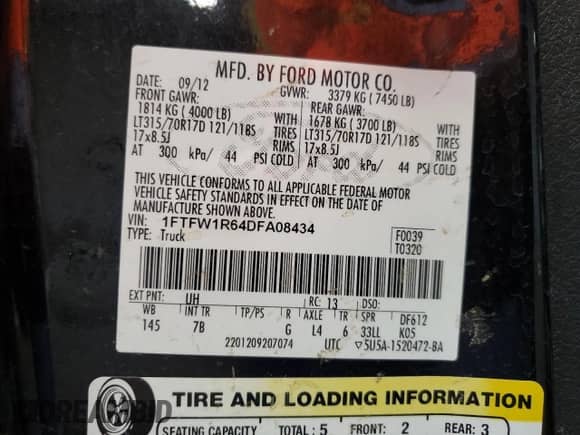 MFD. BY FORD MOTOR CO.
DATE: 09/12 GVWR: 3379 KG ( 7450 LB)
FRONT GAWR: REAR GAWR:
1814 KG ( 4000 LB) WITH 1678 KG ( 3700 LB) WITH
LT315/70R17D 121/118S TIRES LT315/70R17D 121/118S TIRES
17x8.5J RIMS 17x8.5J RIMS
AT 300 kPa/ 44 PSI COLD AT 300 kPa/ 44 PSI COLD
THIS VEHICLE CONFORMS TO ALL APPLICABLE FEDERAL MOTOR
VEHICLE SAFETY STANDARDS IN EFFECT ON THE DATE OF
MANUFACTURE SHOWN ABOVE.
VIN: 1FTFW1R64DFA08434 F0039
TYPE: Truck T0320
EXT PNT: UH RC: 13 DSO:
WB INT TR TP/PS R AXLE TR SPR DF612
145 7B G L4 6 33LL K05
2201209207074 UTC ▽5U5A-1520472-BA
TIRE AND LOADING INFORMATION
SEATING CAPACITY TOTAL: 5 FRONT: 2 REAR: 3